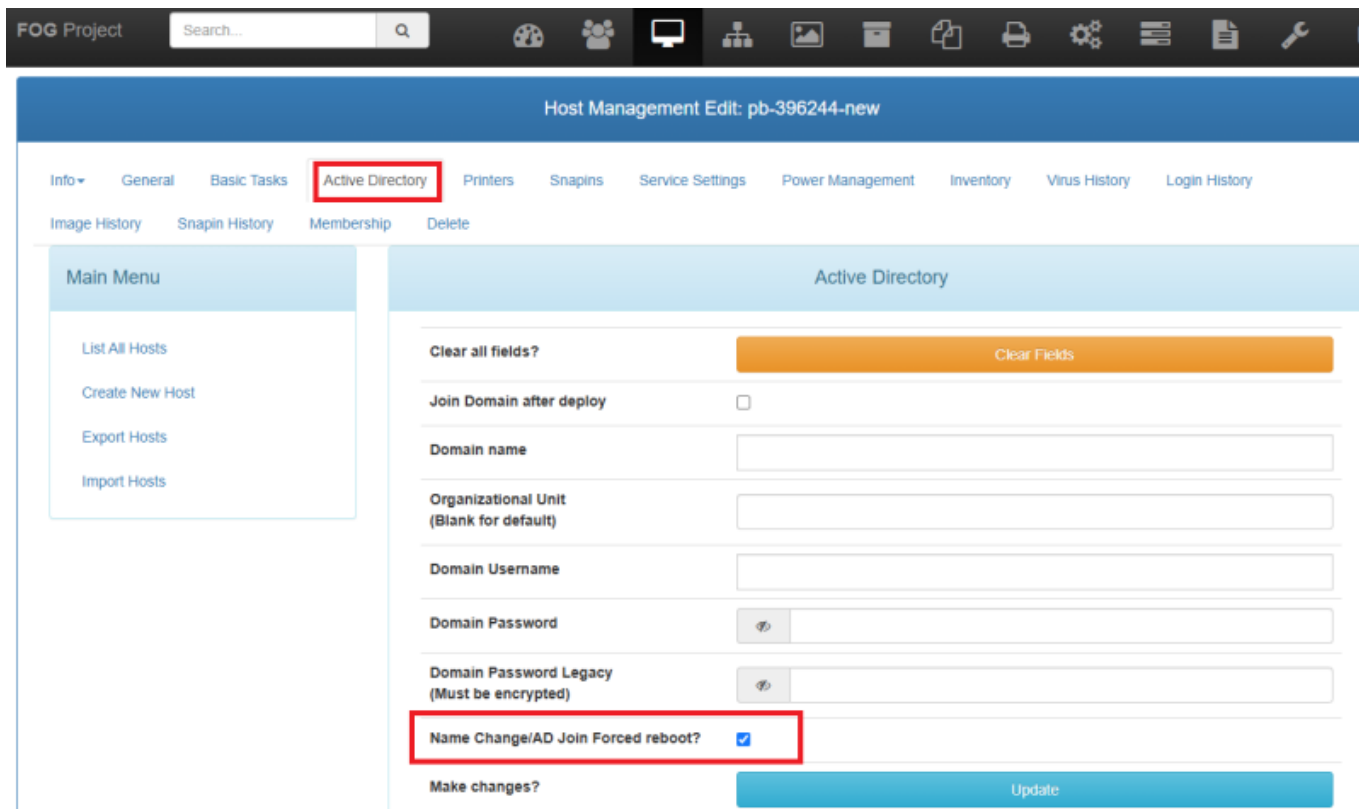 FOG Project Search...
Host Management Edit: pb-396244-new
Info General Basic Tasks Active Directory Printers Snapins Service Settings Power Management Inventory Virus History Login History
Image History Snapin History Membership Delete
Main Menu
List All Hosts
Create New Host
Export Hosts
Import Hosts
Active Directory
Clear all fields? Clear Fields
Join Domain after deploy
Domain name
Organizational Unit
(Blank for default)
Domain Username
Domain Password
Domain Password Legacy
(Must be encrypted)
Name Change/AD Join Forced reboot?
Make changes? Update